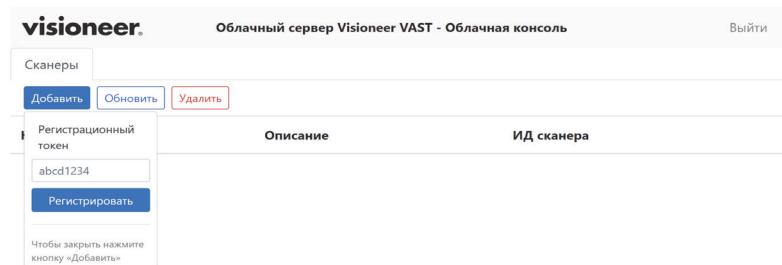 visioneer.
Облачный сервер Visioneer VAST - Облачная консоль
Выйти
Сканеры
Добавить
Обновить
Удалить
Описание
ИД сканера
Регистрационный
токен
abcd1234
Регистрировать
Чтобы закрыть нажмите
кнопку «Добавить»